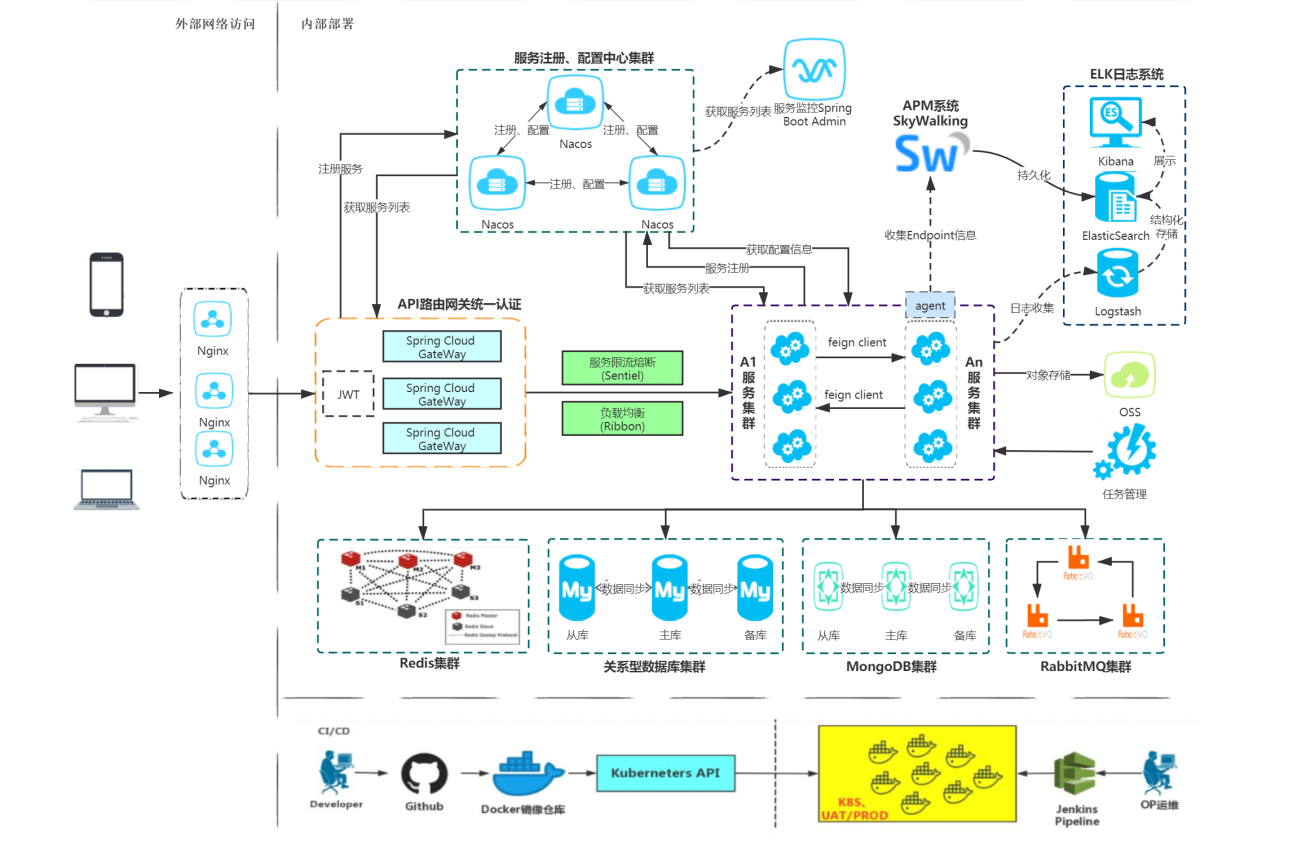 外部网络访问
内部部署
服务注册、配置中心集群
Nacos
注册、配置
注册、配置
注册、配置
Nacos
Nacos
获取服务列表
服务监控Spring
Boot Admin
APM系统
SkyWalking
SW
持久化
收集Endpoint信息
ELK日志系统
ES
Kibana
展示
ElasticSearch
结构化
存储
Logstash
日志收集
注册服务
获取服务列表
获取配置信息
服务注册
获取服务列表
Nginx
Nginx
Nginx
API路由网关统一认证
JWT
Spring Cloud
GateWay
Spring Cloud
GateWay
Spring Cloud
GateWay
服务限流熔断
(Sentiel)
负载均衡
(Ribbon)
A1
服
务
集
群
feign client
feign client
agent
An
服
务
集
群
对象存储
OSS
任务管理
M1
M2
M3
S1
S2
S3
Redis Master
Redis Slave
Redis Gossip Protocol
Redis集群
My
数据同步
My
数据同步
My
从库
主库
备库
关系型数据库集群
数据同步
数据同步
从库
主库
备库
MongoDB集群
RabbitMQ集群
CI/CD
Developer
Github
Docker镜像仓库
Kuberneters API
K8S、
UAT/PROD
Jenkins
Pipeline
OP运维